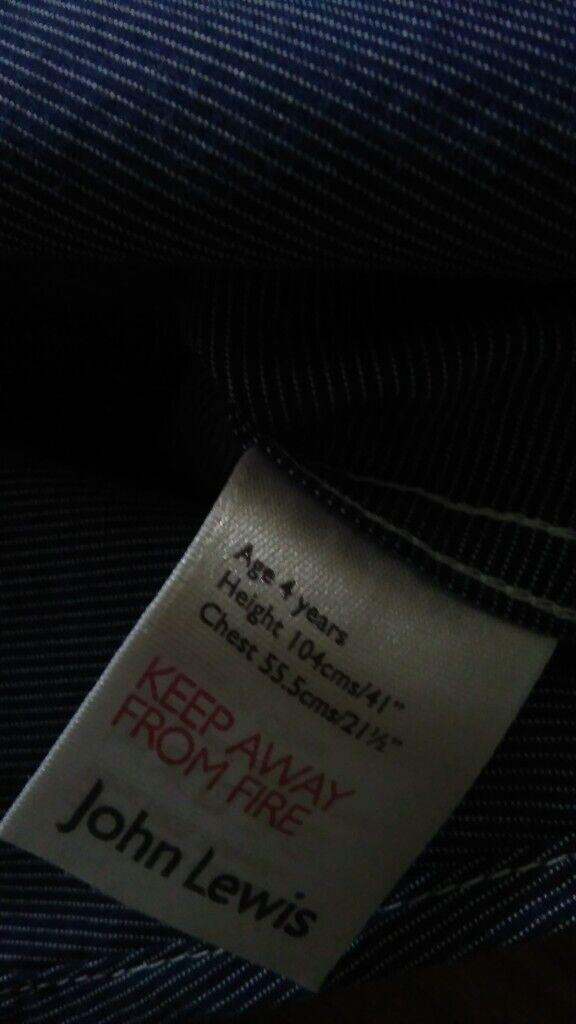 Age 4 years
Height 104cms/41"
Chest 55.5cms/21½"
KEEP AWAY
FROM FIRE
John Lewis